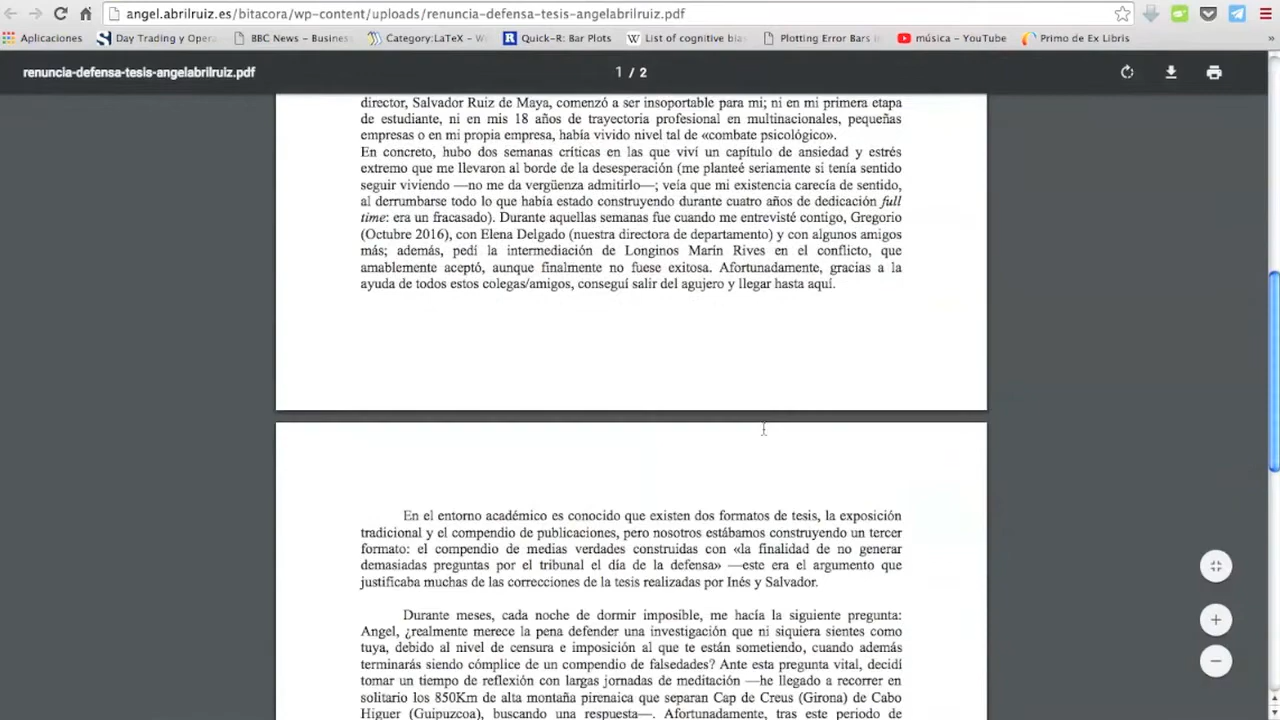 angel.abrilruiz.es/bitacora/wp-content/uploads/renuncia-defensa-tesis-angelabrilruiz.pdf
Aplicaciones Day Trading y Oper BBC News - Busines Category:LaTeX - W Quick-R: Bar Plots List of cognitive bia Plotting Error Bars i música - YouTube Primo de Ex Libris »
renuncia-defensa-tesis-angelabrilruiz.pdf 1 / 2
director, Salvador Ruiz de Maya, comenzó a ser insoportable para mi; ni en mi primera etapa
de estudiante, ni en mis 18 años de trayectoria profesional en multinacionales, pequeñas
empresas o en mi propia empresa, había vivido nivel tal de «combate psicológico».
En concreto, hubo dos semanas críticas en las que viví un capítulo de ansiedad y estrés
extremo que me llevaron al borde de la desesperación (me planteé seriamente si tenía sentido
seguir viviendo —no me da vergüenza admitirlo—; veía que mi existencia carecía de sentido,
al derrumbarse todo lo que había estado construyendo durante cuatro años de dedicación full
time: era un fracasado). Durante aquellas semanas fue cuando me entrevisté contigo, Gregorio
(Octubre 2016), con Elena Delgado (nuestra directora de departamento) y con algunos amigos
más; además, pedí la intermediación de Longinos Marín Rives en el conflicto, que
amablemente aceptó, aunque finalmente no fuese exitosa. Afortunadamente, gracias a la
ayuda de todos estos colegas/amigos, conseguí salir del agujero y llegar hasta aquí.
En el entorno académico es conocido que existen dos formatos de tesis, la exposición
tradicional y el compendio de publicaciones, pero nosotros estábamos construyendo un tercer
formato: el compendio de medias verdades construidas con «la finalidad de no generar
demasiadas preguntas por el tribunal el día de la defensa» —este era el argumento que
justificaba muchas de las correcciones de la tesis realizadas por Inés y Salvador.
Durante meses, cada noche de dormir imposible, me hacía la siguiente pregunta:
Angel, ¿realmente merece la pena defender una investigación que ni siquiera sientes como
tuya, debido al nivel de censura e imposición al que te están sometiendo, cuando además
terminarás siendo cómplice de un compendio de falsedades? Ante esta pregunta vital, decidí
tomar un tiempo de reflexión con largas jornadas de meditación —he llegado a recorrer en
solitario los 850Km de alta montaña pirenaica que separan Cap de Creus (Girona) de Cabo
Higuer (Guipuzcoa), buscando una respuesta—. Afortunadamente, tras este periodo de